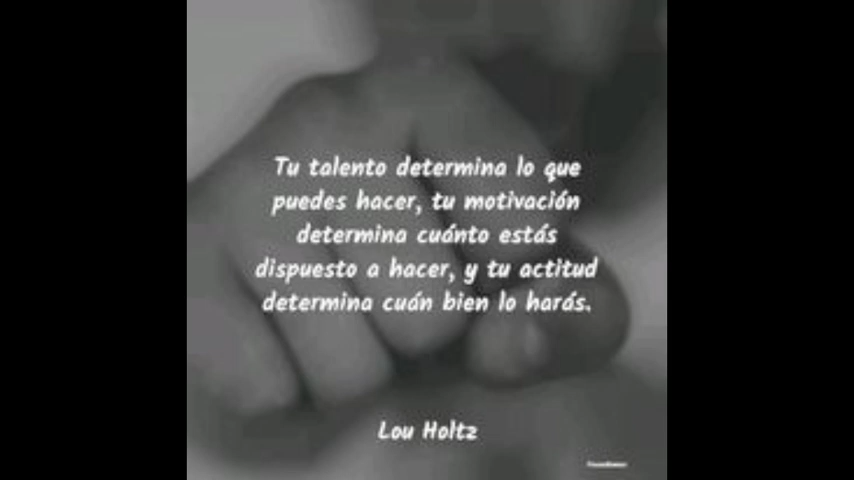 Tu talento determina lo que
puedes hacer, tu motivación
determina cuánto estás
dispuesto a hacer, y tu actitud
determina cuán bien lo harás.
Lou Holtz